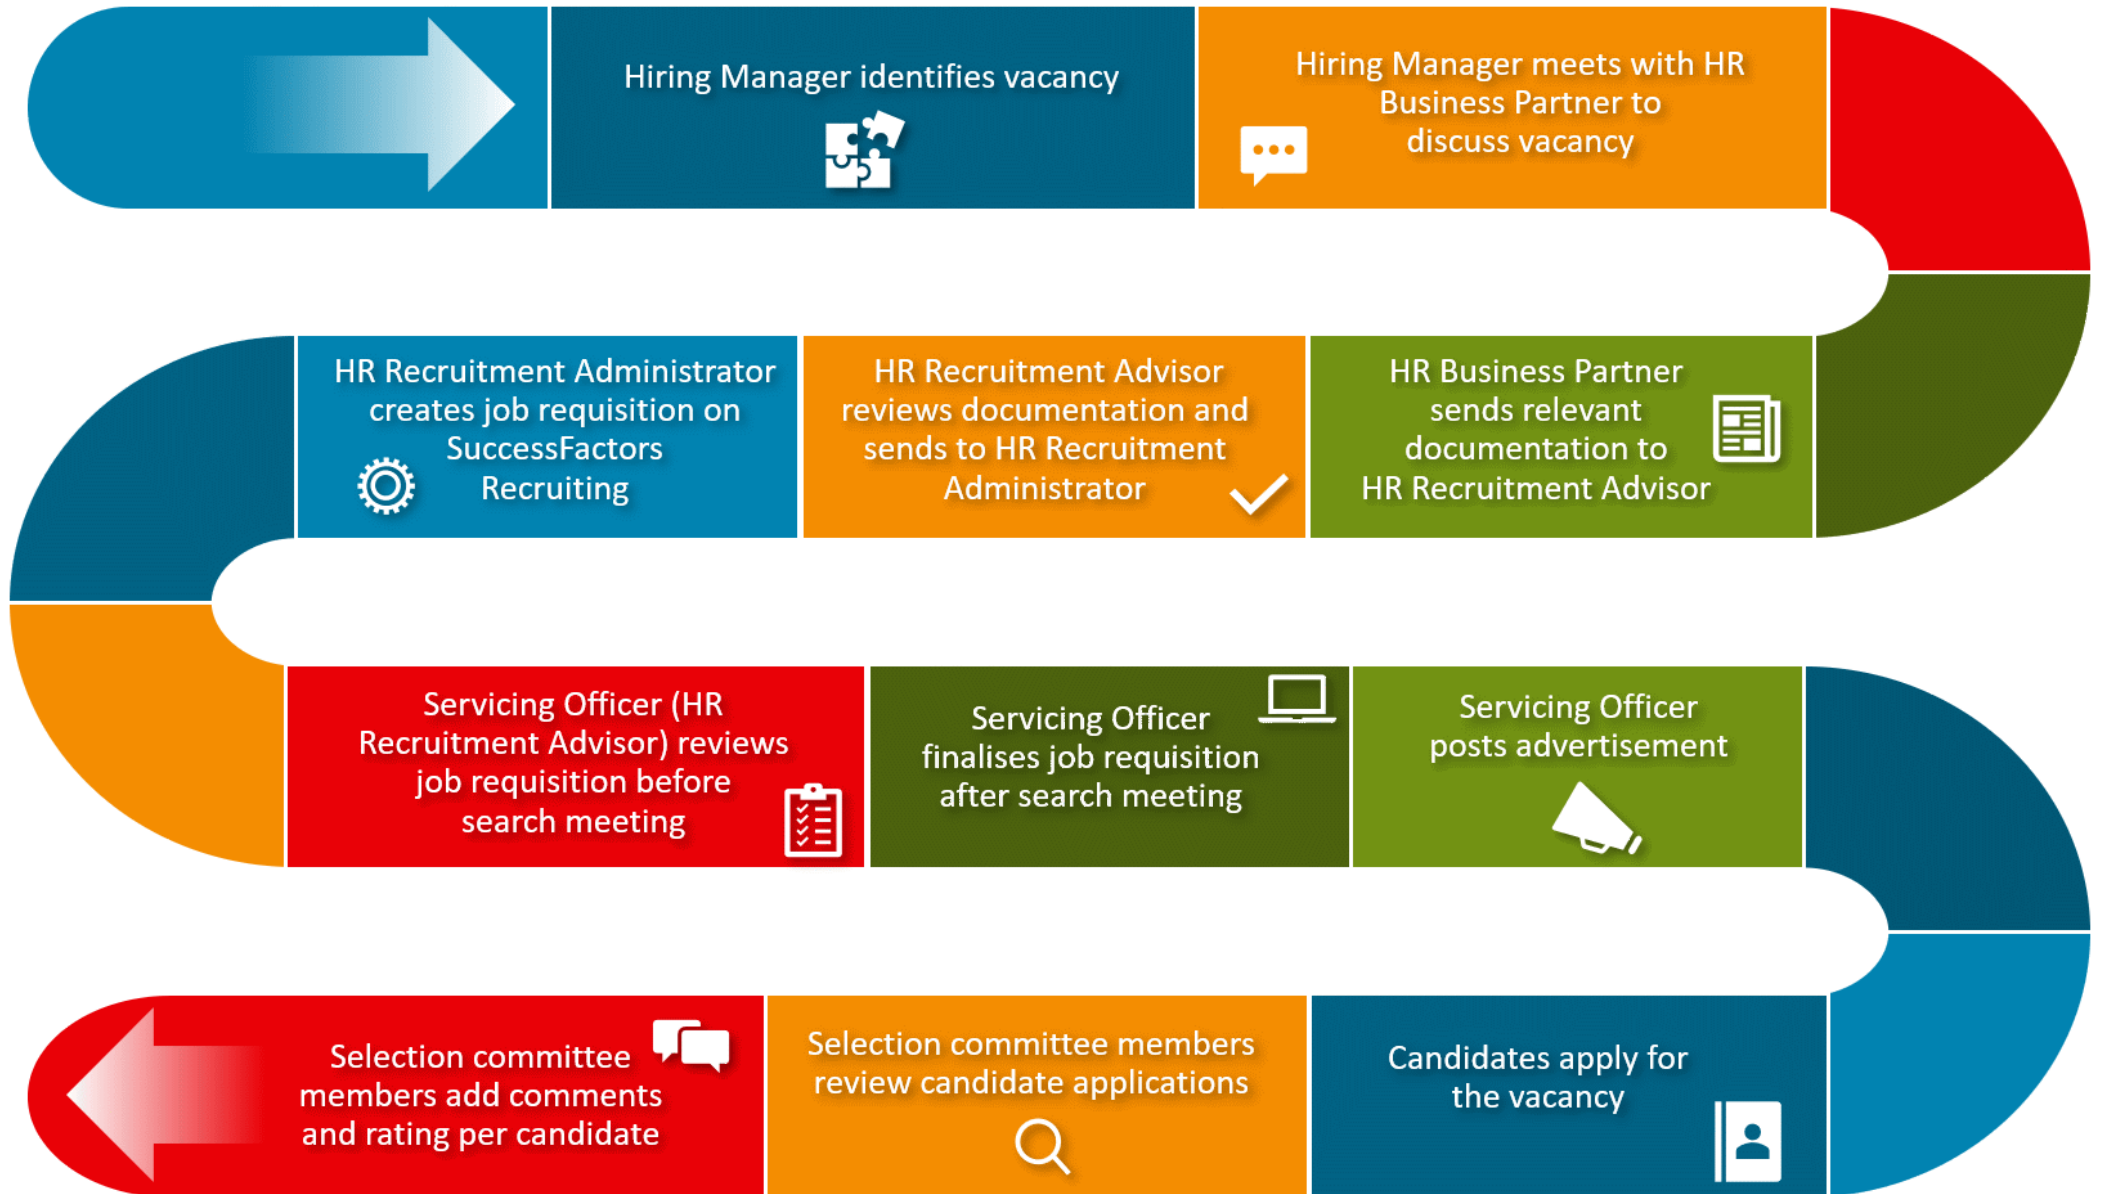 Hiring Manager identifies vacancy
Hiring Manager meets with HR
Business Partner to
discuss vacancy
HR Business Partner
sends relevant
documentation to
HR Recruitment Advisor
HR Recruitment Advisor
reviews documentation and
sends to HR Recruitment
Administrator
HR Recruitment Administrator
creates job requisition on
SuccessFactors
Recruiting
Servicing Officer (HR
Recruitment Advisor) reviews
job requisition before
search meeting
Servicing Officer
finalises job requisition
after search meeting
Servicing Officer
posts advertisement
Candidates apply for
the vacancy
Selection committee members
review candidate applications
Selection committee
members add comments
and rating per candidate